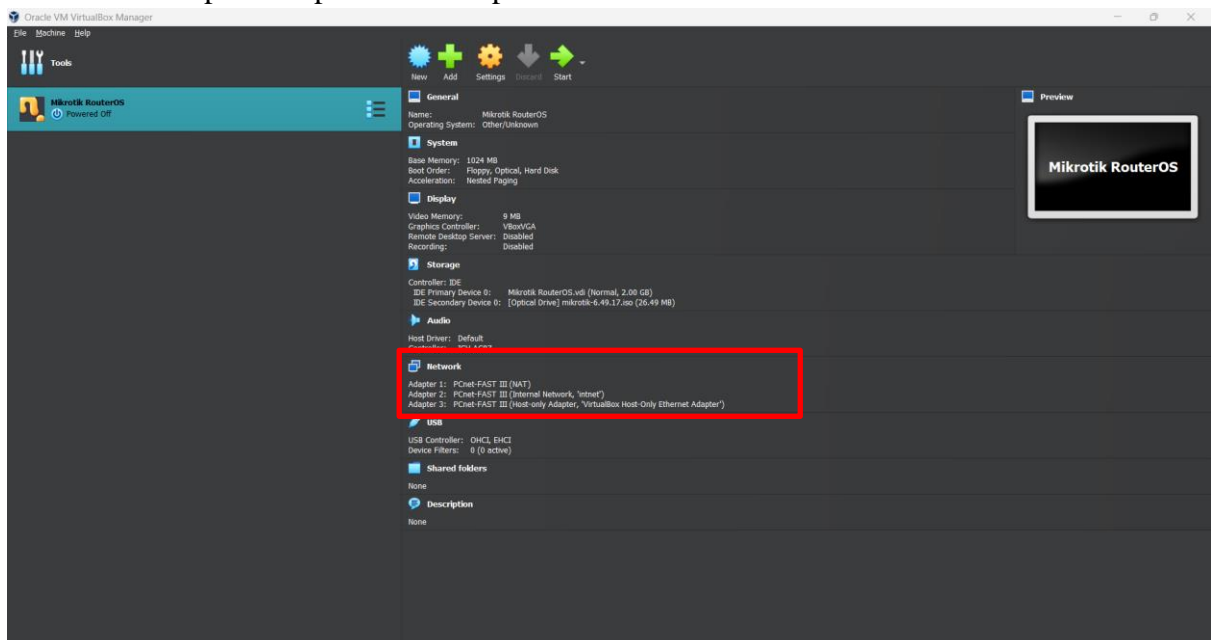 Oracle VM VirtualBox Manager
File Machine Help
Tools
New Add Settings Discard Start
Mikrotik RouterOS
Powered Off
General
Name: Mikrotik RouterOS
Operating System: Other/Unknown
System
Base Memory: 1024 MB
Boot Order: Floppy, Optical, Hard Disk
Acceleration: Nested Paging
Display
Video Memory: 9 MB
Graphics Controller: VBoxVGA
Remote Desktop Server: Disabled
Recording: Disabled
Storage
Controller: IDE
IDE Primary Device 0: Mikrotik RouterOS.vdi (Normal, 2.00 GB)
IDE Secondary Device 0: [Optical Drive] mikrotik-6.49.17.iso (26.49 MB)
Audio
Host Driver: Default
Network
Adapter 1: PCnet-FAST III (NAT)
Adapter 2: PCnet-FAST III (Internal Network, 'intnet')
Adapter 3: PCnet-FAST III (Host-only Adapter, 'VirtualBox Host-Only Ethernet Adapter')
USB
USB Controller: OHCI, EHCI
Device Filters: 0 (0 active)
Shared folders
None
Description
None
Preview
Mikrotik RouterOS